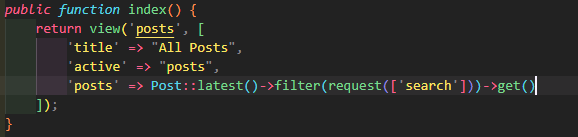 public function index() {
    return view('posts', [
        'title' => "All Posts",
        'active' => "posts",
        'posts' => Post::latest()->filter(request(['search']))->get()
    ]);
}